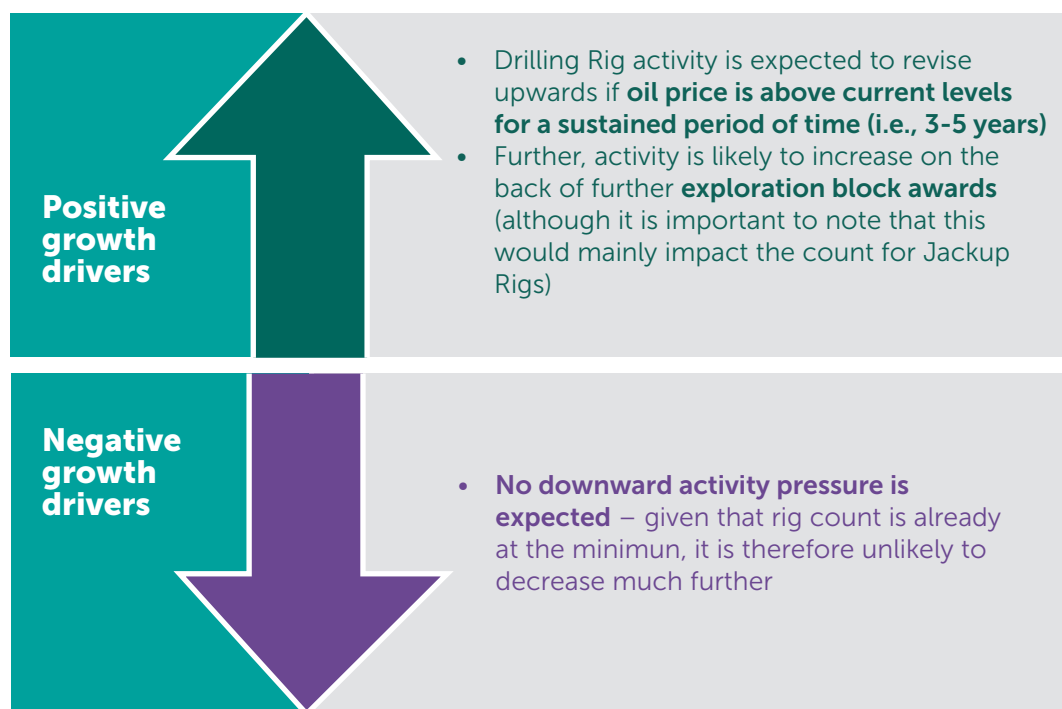 Positive
growth
drivers
• Drilling Rig activity is expected to revise
upwards if oil price is above current levels
for a sustained period of time (i.e., 3-5 years)
• Further, activity is likely to increase on the
back of further exploration block awards
(although it is important to note that this
would mainly impact the count for Jackup
Rigs)
Negative
growth
drivers
• No downward activity pressure is
expected – given that rig count is already
at the minimun, it is therefore unlikely to
decrease much further